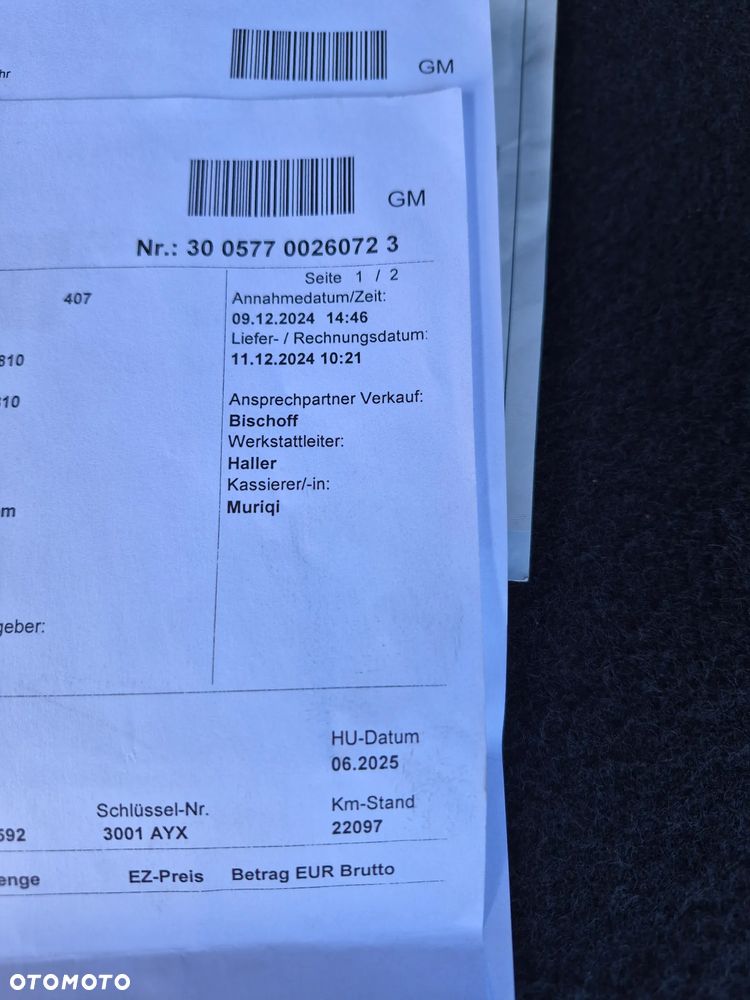 hr
GM
GM
Nr.: 30 0577 0026072 3
Seite 1 / 2
407
Annahmedatum/Zeit:
09.12.2024 14:46
Liefer- / Rechnungsdatum:
11.12.2024 10:21
Ansprechpartner Verkauf:
Bischoff
Werkstattleiter:
Haller
Kassierer/-in:
Muriqi
geber:
HU-Datum
06.2025
Schlüssel-Nr.
Km-Stand
592
3001 AYX
22097
enge
EZ-Preis
Betrag EUR Brutto
OTOMOTO